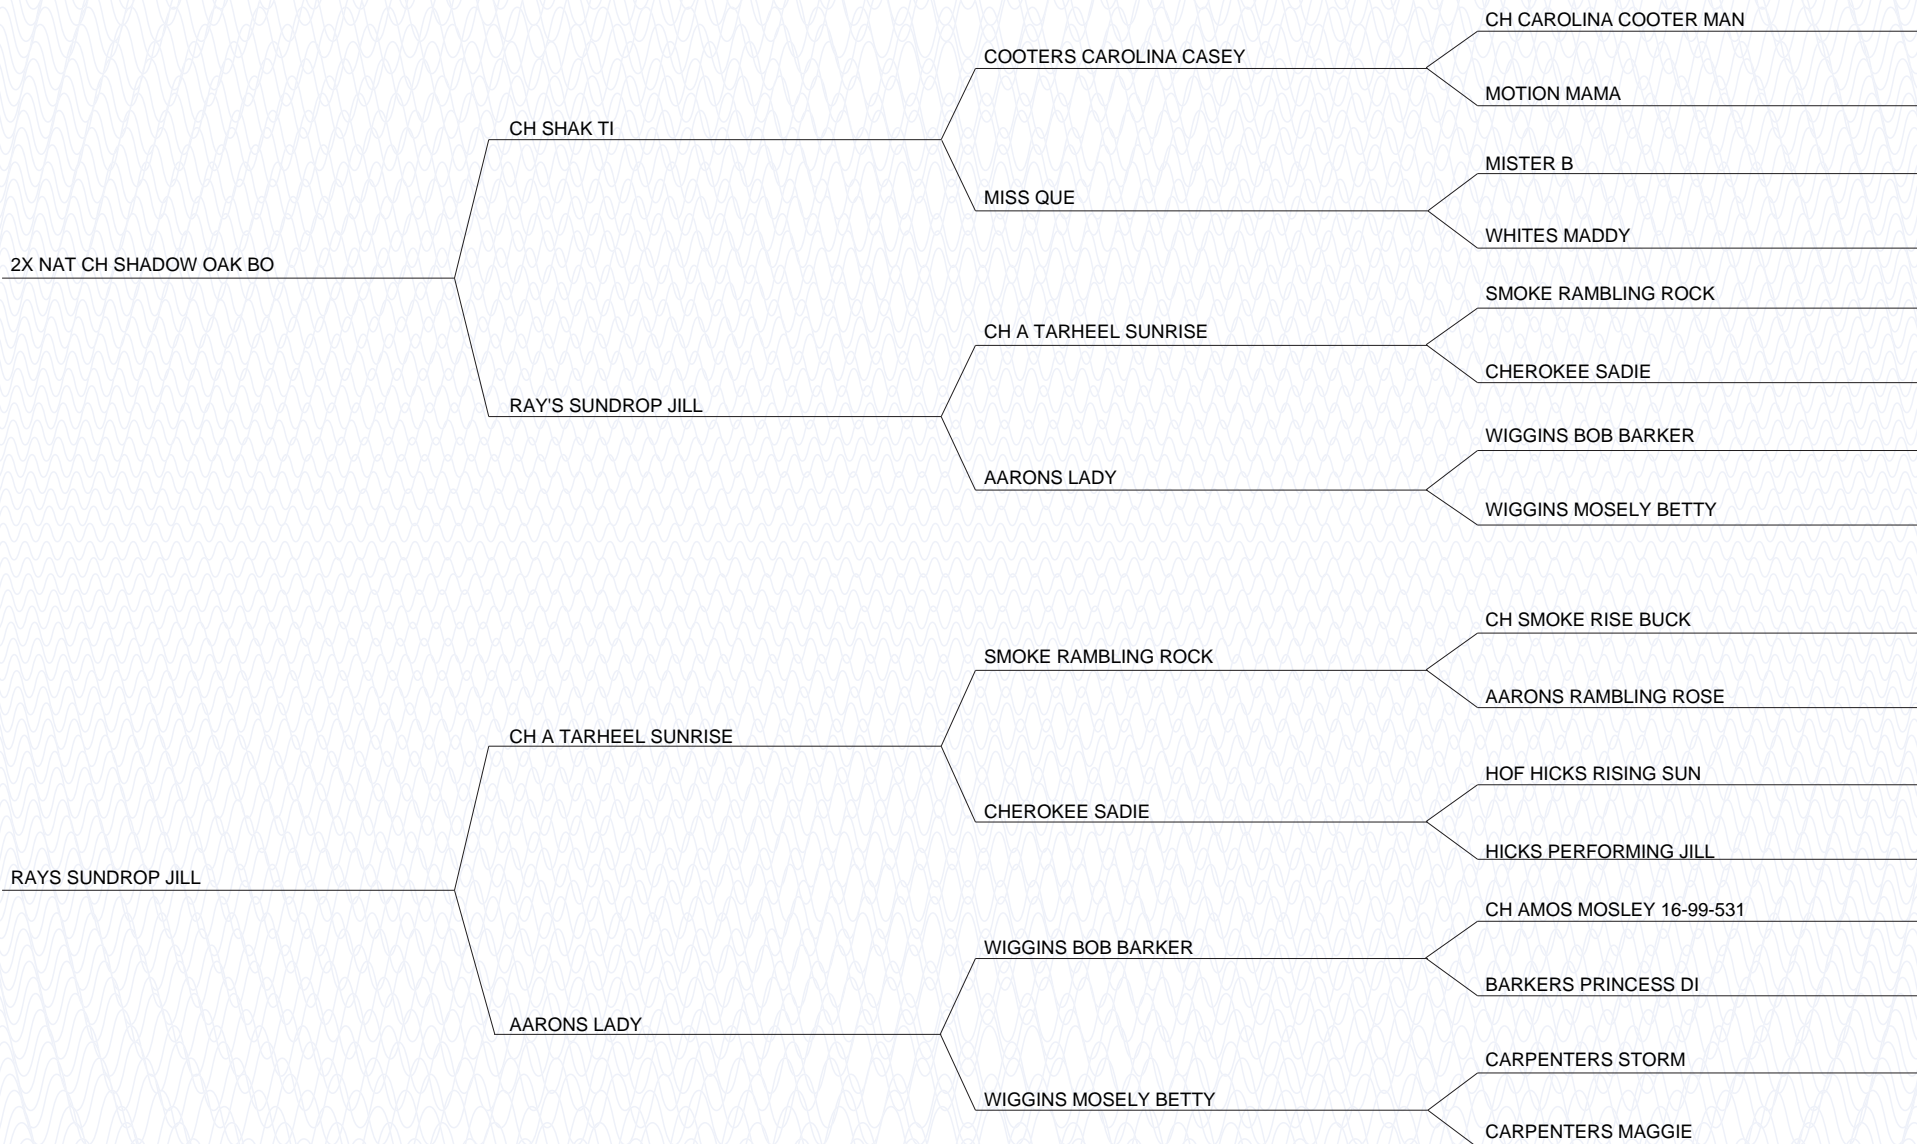 CH CAROLINA COOTER MAN
COOTERS CAROLINA CASEY
MOTION MAMA
CH SHAK TI
MISTER B
MISS QUE
WHITES MADDY
2X NAT CH SHADOW OAK BO
SMOKE RAMBLING ROCK
CH A TARHEEL SUNRISE
CHEROKEE SADIE
RAY'S SUNDROP JILL
WIGGINS BOB BARKER
AARONS LADY
WIGGINS MOSELY BETTY
CH SMOKE RISE BUCK
SMOKE RAMBLING ROCK
AARONS RAMBLING ROSE
CH A TARHEEL SUNRISE
HOF HICKS RISING SUN
CHEROKEE SADIE
HICKS PERFORMING JILL
RAYS SUNDROP JILL
CH AMOS MOSLEY 16-99-531
WIGGINS BOB BARKER
BARKERS PRINCESS DI
AARONS LADY
CARPENTERS STORM
WIGGINS MOSELY BETTY
CARPENTERS MAGGIE